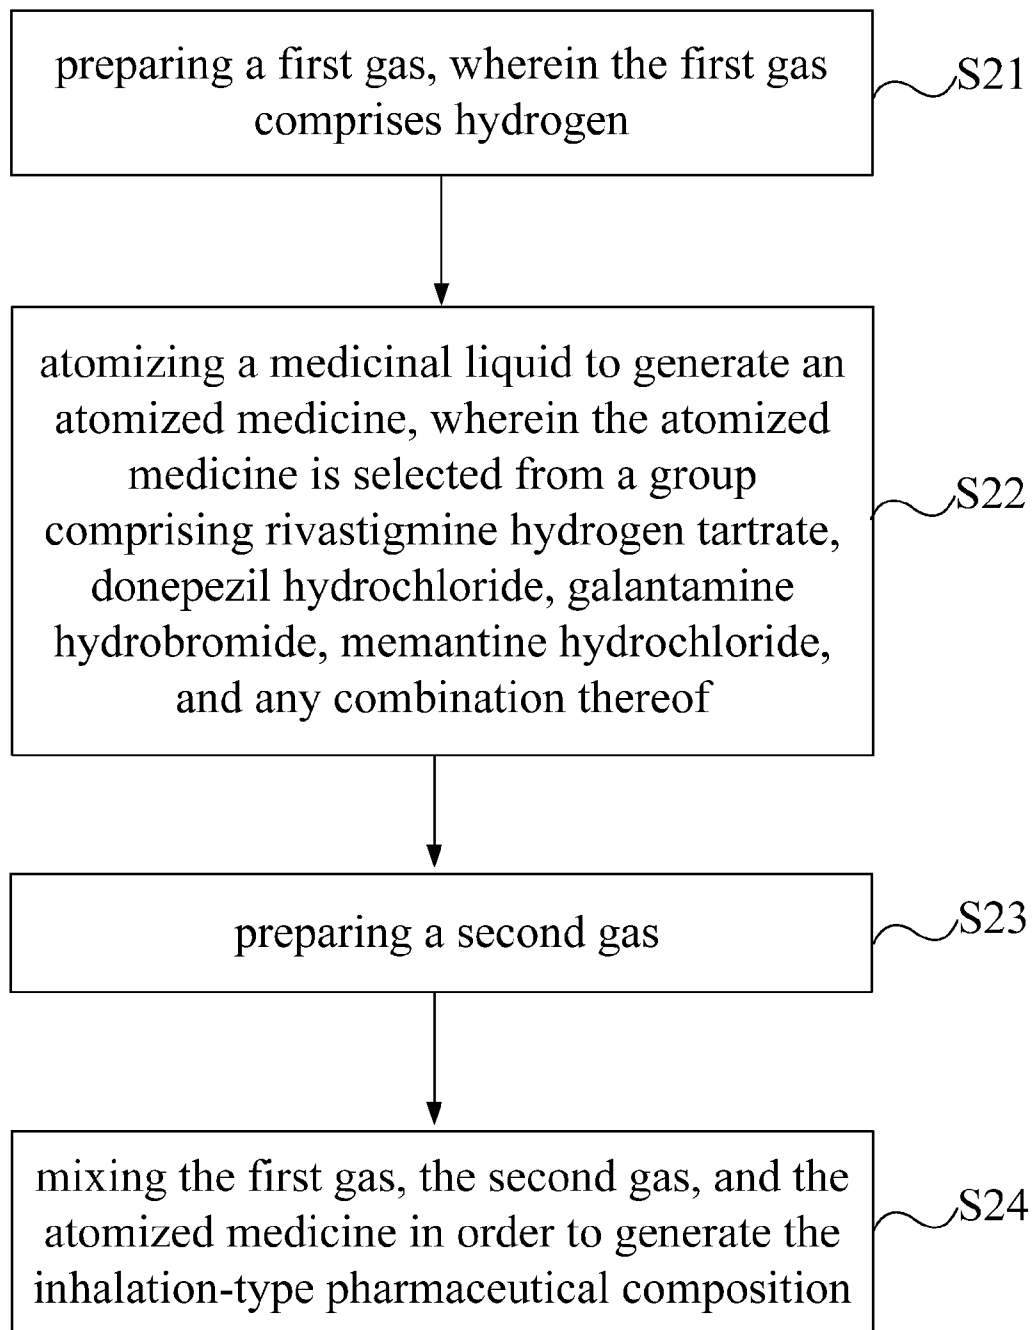 preparing a first gas, wherein the first gas
comprises hydrogen
S21
atomizing a medicinal liquid to generate an
atomized medicine, wherein the atomized
medicine is selected from a group
comprising rivastigmine hydrogen tartrate,
donepezil hydrochloride, galantamine
hydrobromide, memantine hydrochloride,
and any combination thereof
S22
preparing a second gas
S23
mixing the first gas, the second gas, and the
atomized medicine in order to generate the
inhalation-type pharmaceutical composition
S24